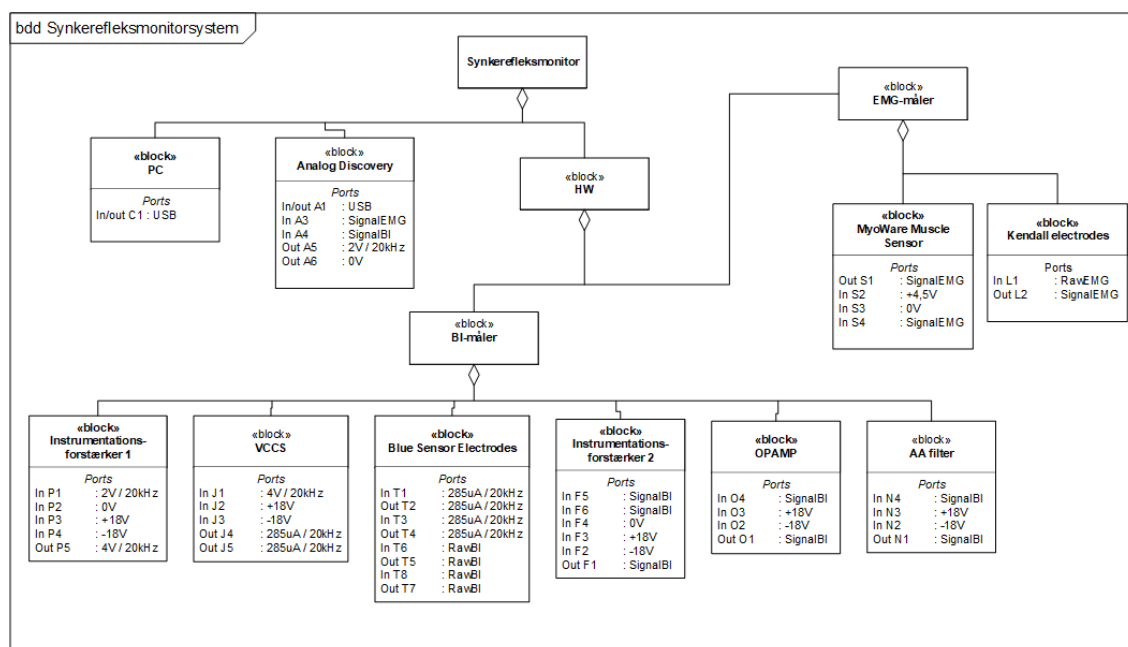 bdd Synkerefleksmonitorsystem
Synkerefleksmonitor
«block»
EMG-måler
«block»
PC
Ports
In/out C1 : USB
«block»
Analog Discovery
Ports
In/out A1 : USB
In A3 : SignalEMG
In A4 : SignalBI
Out A5 : 2V / 20kHz
Out A6 : 0V
«block»
HW
«block»
MyoWare Muscle
Sensor
Ports
Out S1 : SignalEMG
In S2 : +4,5V
In S3 : 0V
In S4 : SignalEMG
«block»
Kendall electrodes
Ports
In L1 : RawEMG
Out L2 : SignalEMG
«block»
BI-måler
«block»
Instrumentations-
forstærker 1
Ports
In P1 : 2V / 20kHz
In P2 : 0V
In P3 : +18V
In P4 : -18V
Out P5 : 4V / 20kHz
«block»
VCCS
Ports
In J1 : 4V / 20kHz
In J2 : +18V
In J3 : -18V
Out J4 : 285uA / 20kHz
Out J5 : 285uA / 20kHz
«block»
Blue Sensor Electrodes
Ports
In T1 : 285uA / 20kHz
Out T2 : 285uA / 20kHz
In T3 : 285uA / 20kHz
Out T4 : 285uA / 20kHz
In T6 : RawBI
Out T5 : RawBI
In T8 : RawBI
Out T7 : RawBI
«block»
Instrumentations-
forstærker 2
Ports
In F5 : SignalBI
In F6 : SignalBI
In F4 : 0V
In F3 : +18V
In F2 : -18V
Out F1 : SignalBI
«block»
OPAMP
Ports
In O4 : SignalBI
In O3 : +18V
In O2 : -18V
Out O1 : SignalBI
«block»
AA filter
Ports
In N4 : SignalBI
In N3 : +18V
In N2 : -18V
Out N1 : SignalBI